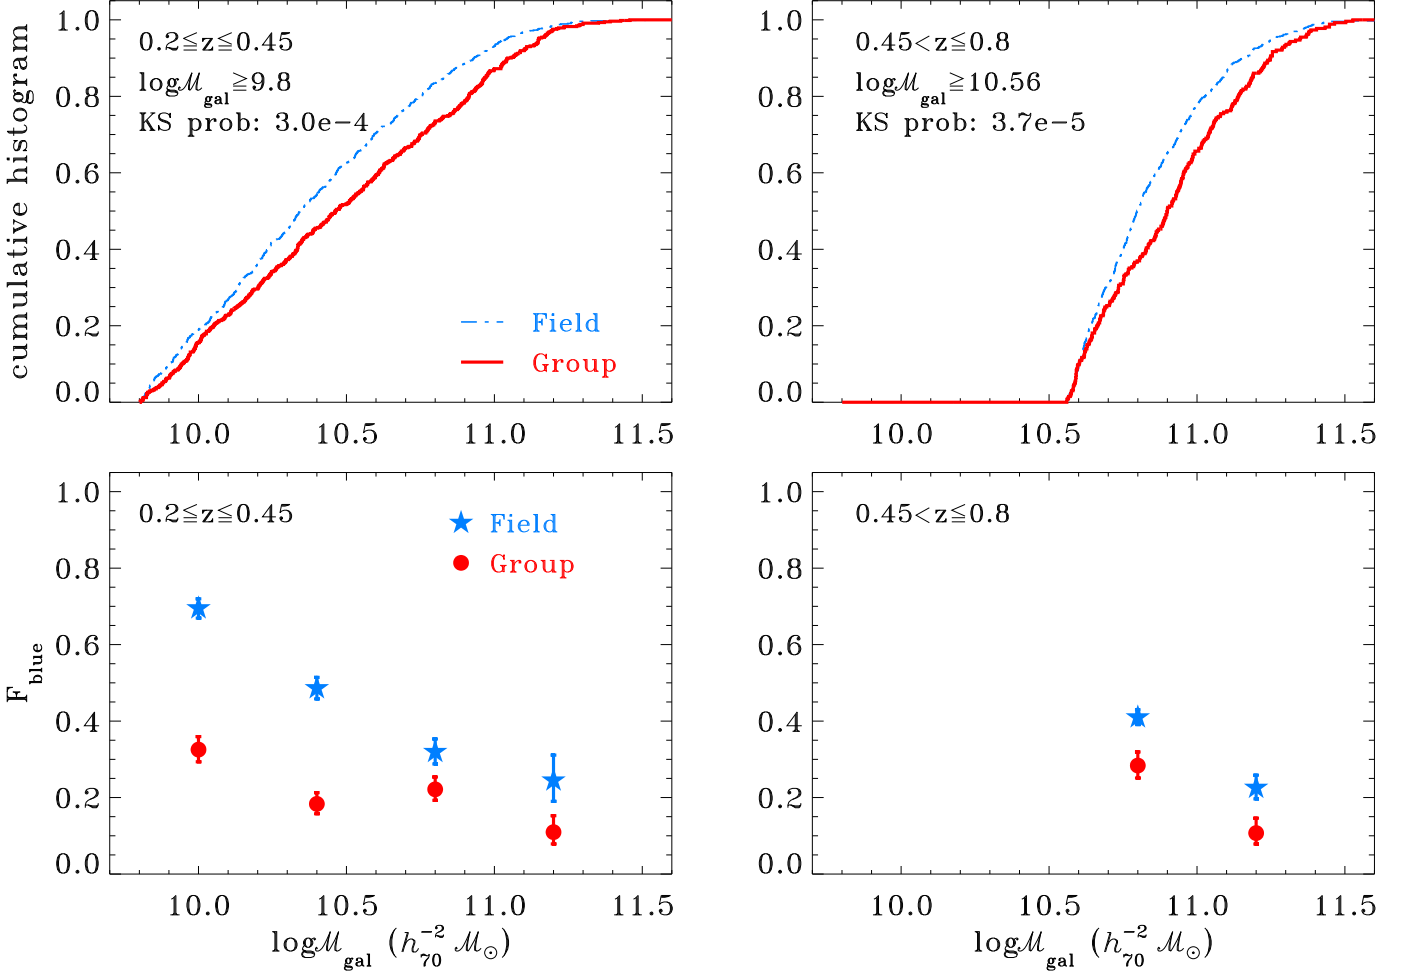 cumulative histogram
1.0
0.8
0.6
0.4
0.2
0.0
0.2≦z≦0.45
logℳgal≧9.8
KS prob: 3.0e−4
Field
Group
10.0 10.5 11.0 11.5
1.0
0.8
0.6
0.4
0.2
0.0
0.45<z≦0.8
logℳgal≧10.56
KS prob: 3.7e−5
10.0 10.5 11.0 11.5
Fblue
1.0
0.8
0.6
0.4
0.2
0.0
0.2≦z≦0.45
Field
Group
10.0 10.5 11.0 11.5
logℳgal (h70−2 ℳ⊙)
1.0
0.8
0.6
0.4
0.2
0.0
0.45<z≦0.8
10.0 10.5 11.0 11.5
logℳgal (h70−2 ℳ⊙)